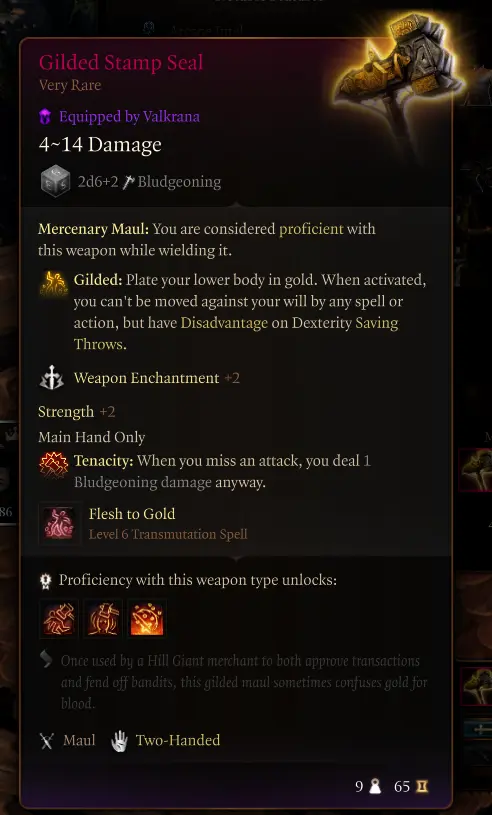 Gilded Stamp Seal
Very Rare
Equipped by Valkrana
4~14 Damage
2d6+2 Bludgeoning
Mercenary Maul: You are considered proficient with
this weapon while wielding it.
Gilded: Plate your lower body in gold. When activated,
you can't be moved against your will by any spell or
action, but have Disadvantage on Dexterity Saving
Throws.
Weapon Enchantment +2
Strength +2
Main Hand Only
Tenacity: When you miss an attack, you deal 1
Bludgeoning damage anyway.
Flesh to Gold
Level 6 Transmutation Spell
Proficiency with this weapon type unlocks:
Once used by a Hill Giant merchant to both approve transactions
and fend off bandits, this gilded maul sometimes confuses gold for
blood.
Maul Two-Handed
9 65
86